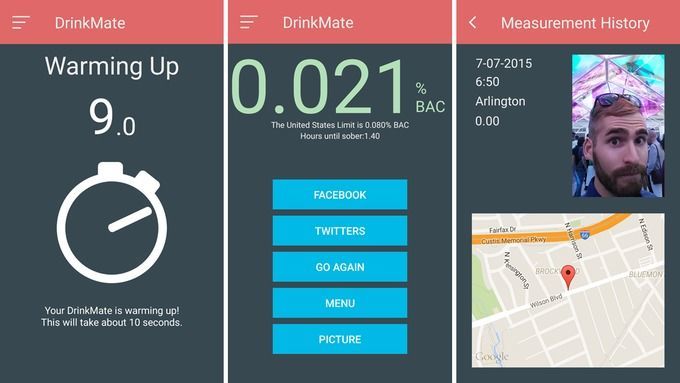 DrinkMate
Warming Up
9.0
Your DrinkMate is warming up!
This will take about 10 seconds.
DrinkMate
0.021 %
BAC
The United States Limit is 0.080% BAC
Hours until sober:1.40
FACEBOOK
TWITTERS
GO AGAIN
MENU
PICTURE
Measurement History
7-07-2015
6:50
Arlington
0.00
Fairfax Dr
Custis Memorial Pkwy
66
N Harrison St
N Edison St
N Kensington St
BLUEMON
Wilson Blvd
Google